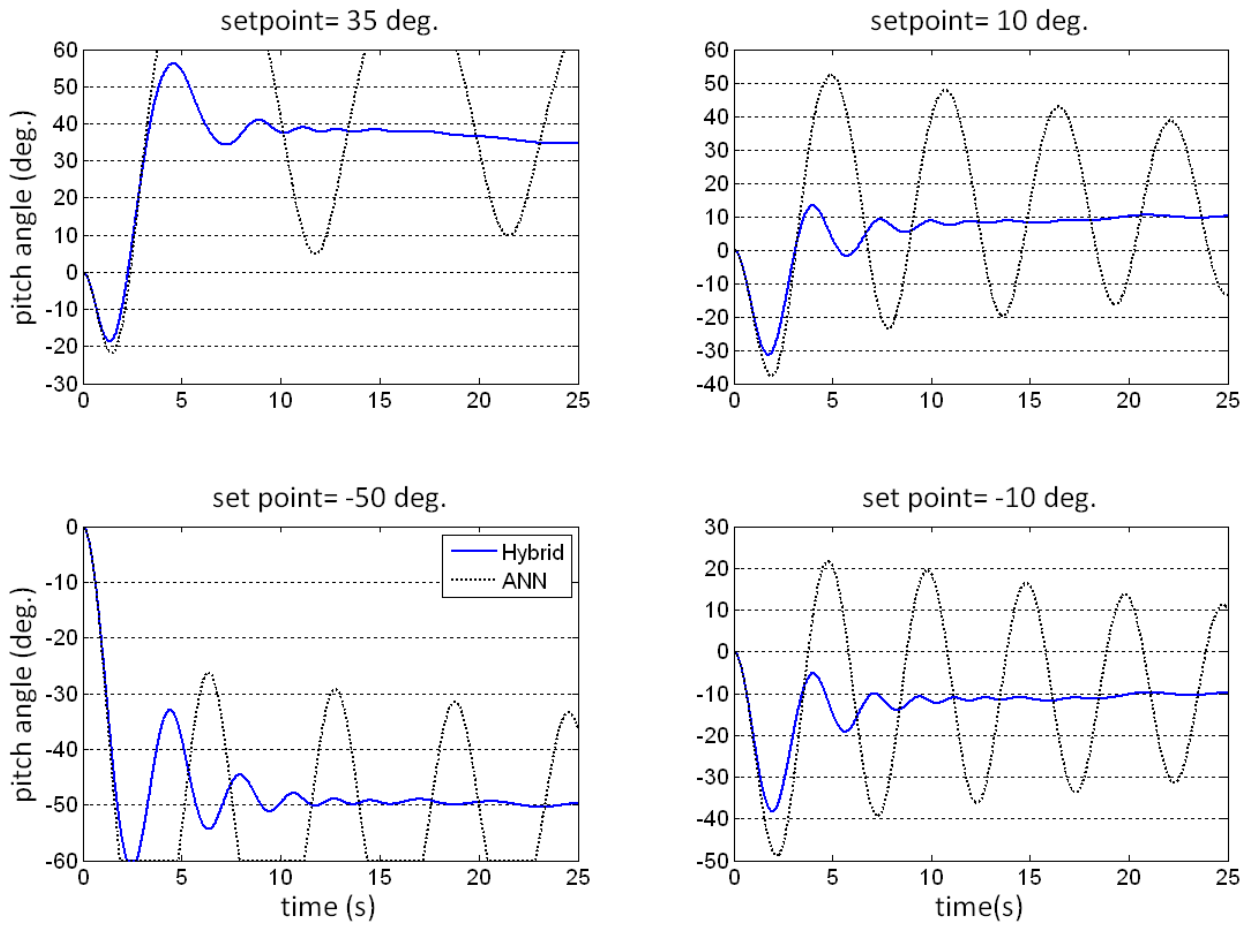 setpoint= 35 deg.
60
50
40
30
20
10
0
-10
-20
-30
pitch angle (deg.)
0 5 10 15 20 25
setpoint= 10 deg.
60
50
40
30
20
10
0
-10
-20
-30
-40
0 5 10 15 20 25
set point= -50 deg.
0
-10
-20
-30
-40
-50
-60
pitch angle (deg.)
Hybrid
ANN
0 5 10 15 20 25
time (s)
set point= -10 deg.
30
20
10
0
-10
-20
-30
-40
-50
0 5 10 15 20 25
time(s)